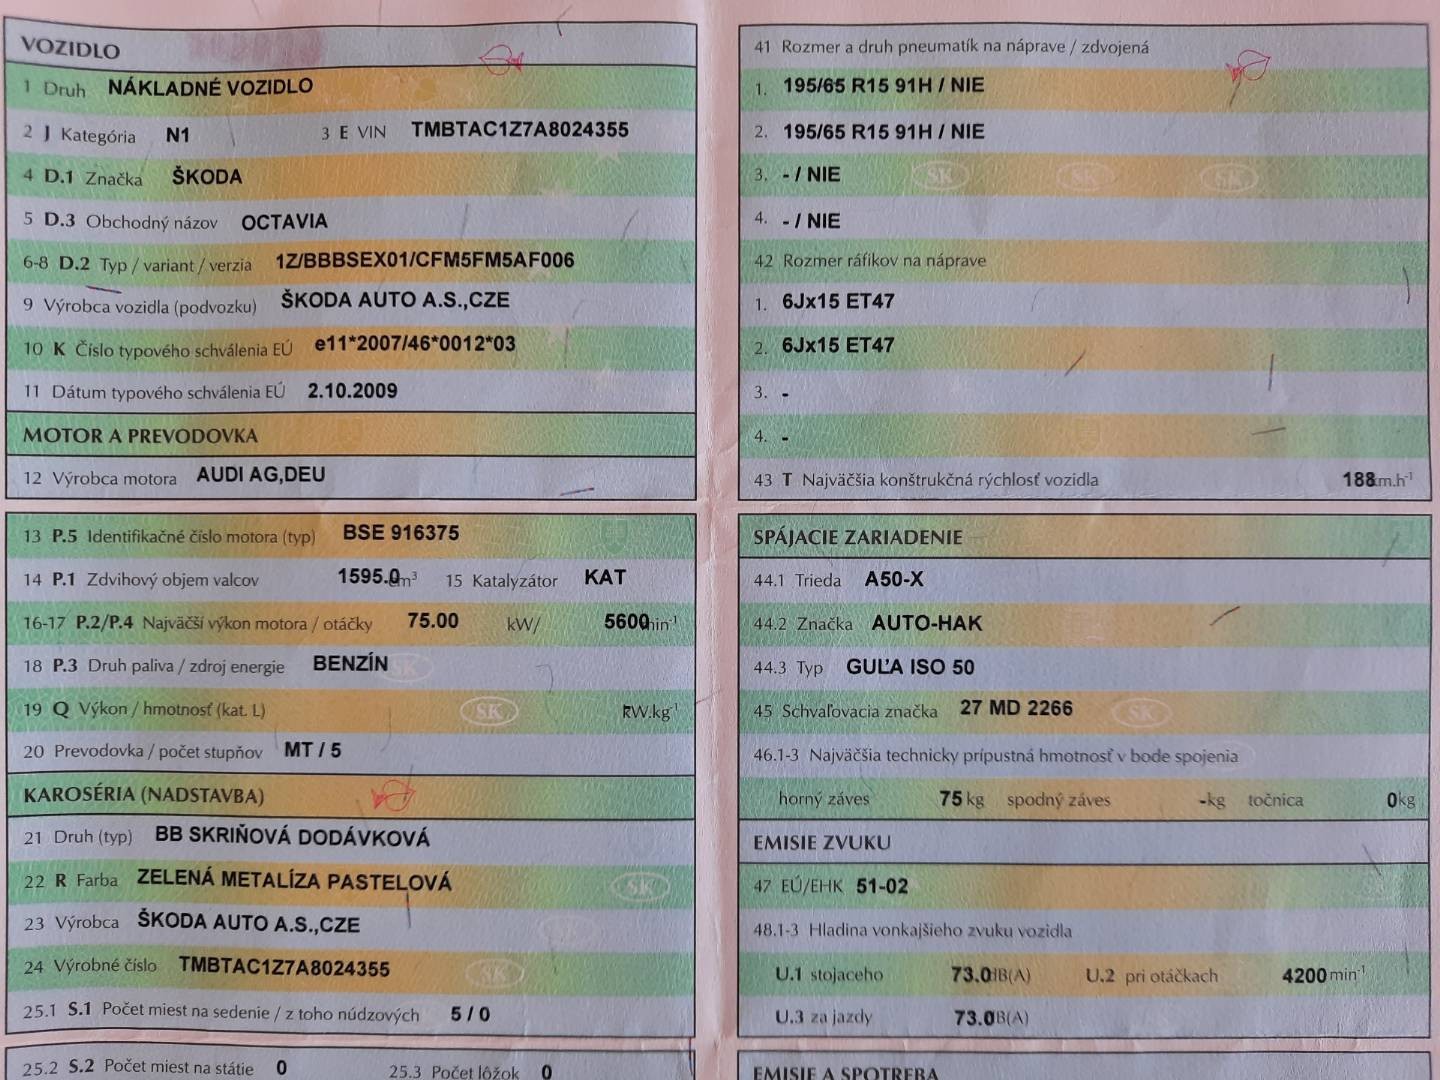 VOZIDLO
1 Druh NÁKLADNÉ VOZIDLO
2 J Kategória N1 3 E VIN TMBTAC1Z7A8024355
4 D.1 Značka ŠKODA
5 D.3 Obchodný názov OCTAVIA
6-8 D.2 Typ / variant / verzia 1Z/BBBSEX01/CFM5FM5AF006
9 Výrobca vozidla (podvozku) ŠKODA AUTO A.S.,CZE
10 K Číslo typového schválenia EÚ e11*2007/46*0012*03
11 Dátum typového schválenia EÚ 2.10.2009
MOTOR A PREVODOVKA
12 Výrobca motora AUDI AG,DEU
13 P.5 Identifikačné číslo motora (typ) BSE 916375
14 P.1 Zdvihový objem valcov 1595.0 cm³ 15 Katalyzátor KAT
16-17 P.2/P.4 Najväčší výkon motora / otáčky 75.00 kW/ 5600 min⁻¹
18 P.3 Druh paliva / zdroj energie BENZÍN
19 Q Výkon / hmotnosť (kat. L) kW.kg⁻¹
20 Prevodovka / počet stupňov MT / 5
KAROSÉRIA (NADSTAVBA)
21 Druh (typ) BB SKRIŇOVÁ DODÁVKOVÁ
22 R Farba ZELENÁ METALÍZA PASTELOVÁ
23 Výrobca ŠKODA AUTO A.S.,CZE
24 Výrobné číslo TMBTAC1Z7A8024355
25.1 S.1 Počet miest na sedenie / z toho núdzových 5 / 0
25.2 S.2 Počet miest na státie 0 25.3 Počet lôžok 0
41 Rozmer a druh pneumatík na náprave / zdvojená
1. 195/65 R15 91H / NIE
2. 195/65 R15 91H / NIE
3. - / NIE
4. - / NIE
42 Rozmer ráfikov na náprave
1. 6Jx15 ET47
2. 6Jx15 ET47
3. -
4. -
43 T Najväčšia konštrukčná rýchlosť vozidla 188 km.h⁻¹
SPÁJACIE ZARIADENIE
44.1 Trieda A50-X
44.2 Značka AUTO-HAK
44.3 Typ GUĽA ISO 50
45 Schvaľovacia značka 27 MD 2266
46.1-3 Najväčšia technicky prípustná hmotnosť v bode spojenia
horný záves 75 kg spodný záves -kg točnica 0 kg
EMISIE ZVUKU
47 EÚ/EHK 51-02
48.1-3 Hladina vonkajšieho zvuku vozidla
U.1 stojaceho 73.0 dB(A) U.2 pri otáčkach 4200 min⁻¹
U.3 za jazdy 73.0 dB(A)
EMISIE A SPOTREBA